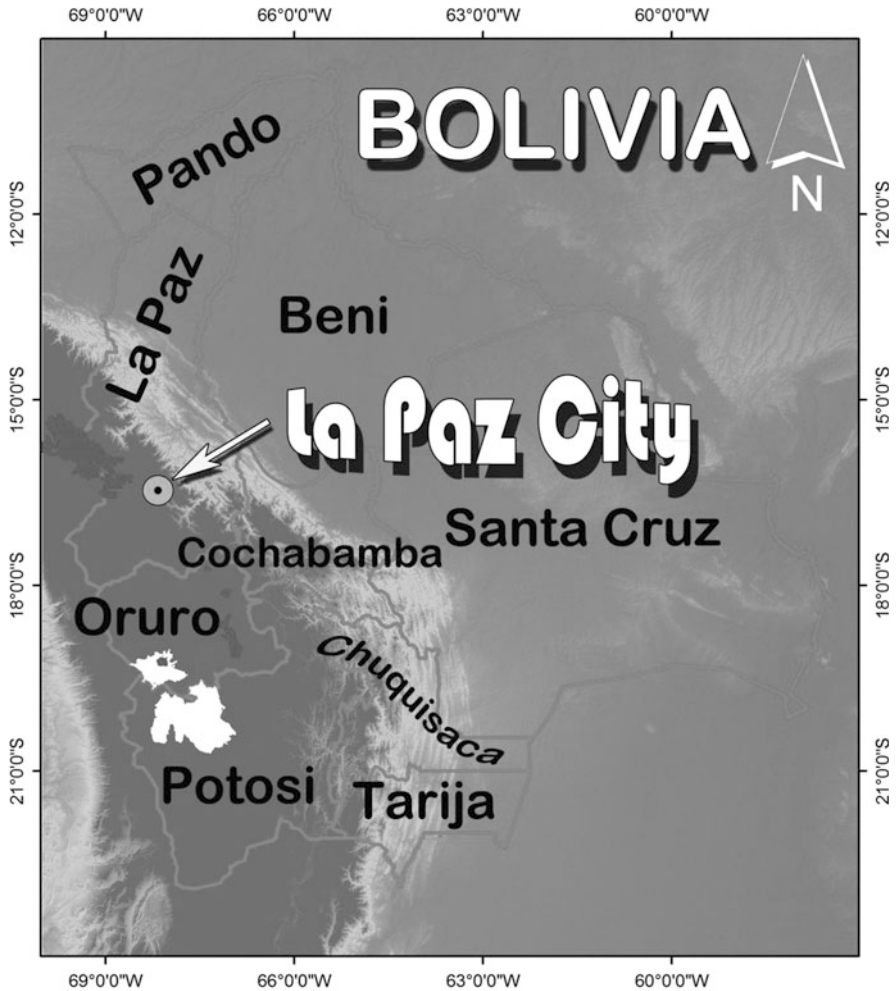 69°0'0"W 66°0'0"W 63°0'0"W 60°0'0"W
BOLIVIA
N
Pando
12°0'0"S 12°0'0"S
La Paz
Beni
15°0'0"S 15°0'0"S
La Paz City
Santa Cruz
Cochabamba
18°0'0"S 18°0'0"S
Oruro
Chuquisaca
21°0'0"S 21°0'0"S
Potosi
Tarija
69°0'0"W 66°0'0"W 63°0'0"W 60°0'0"W